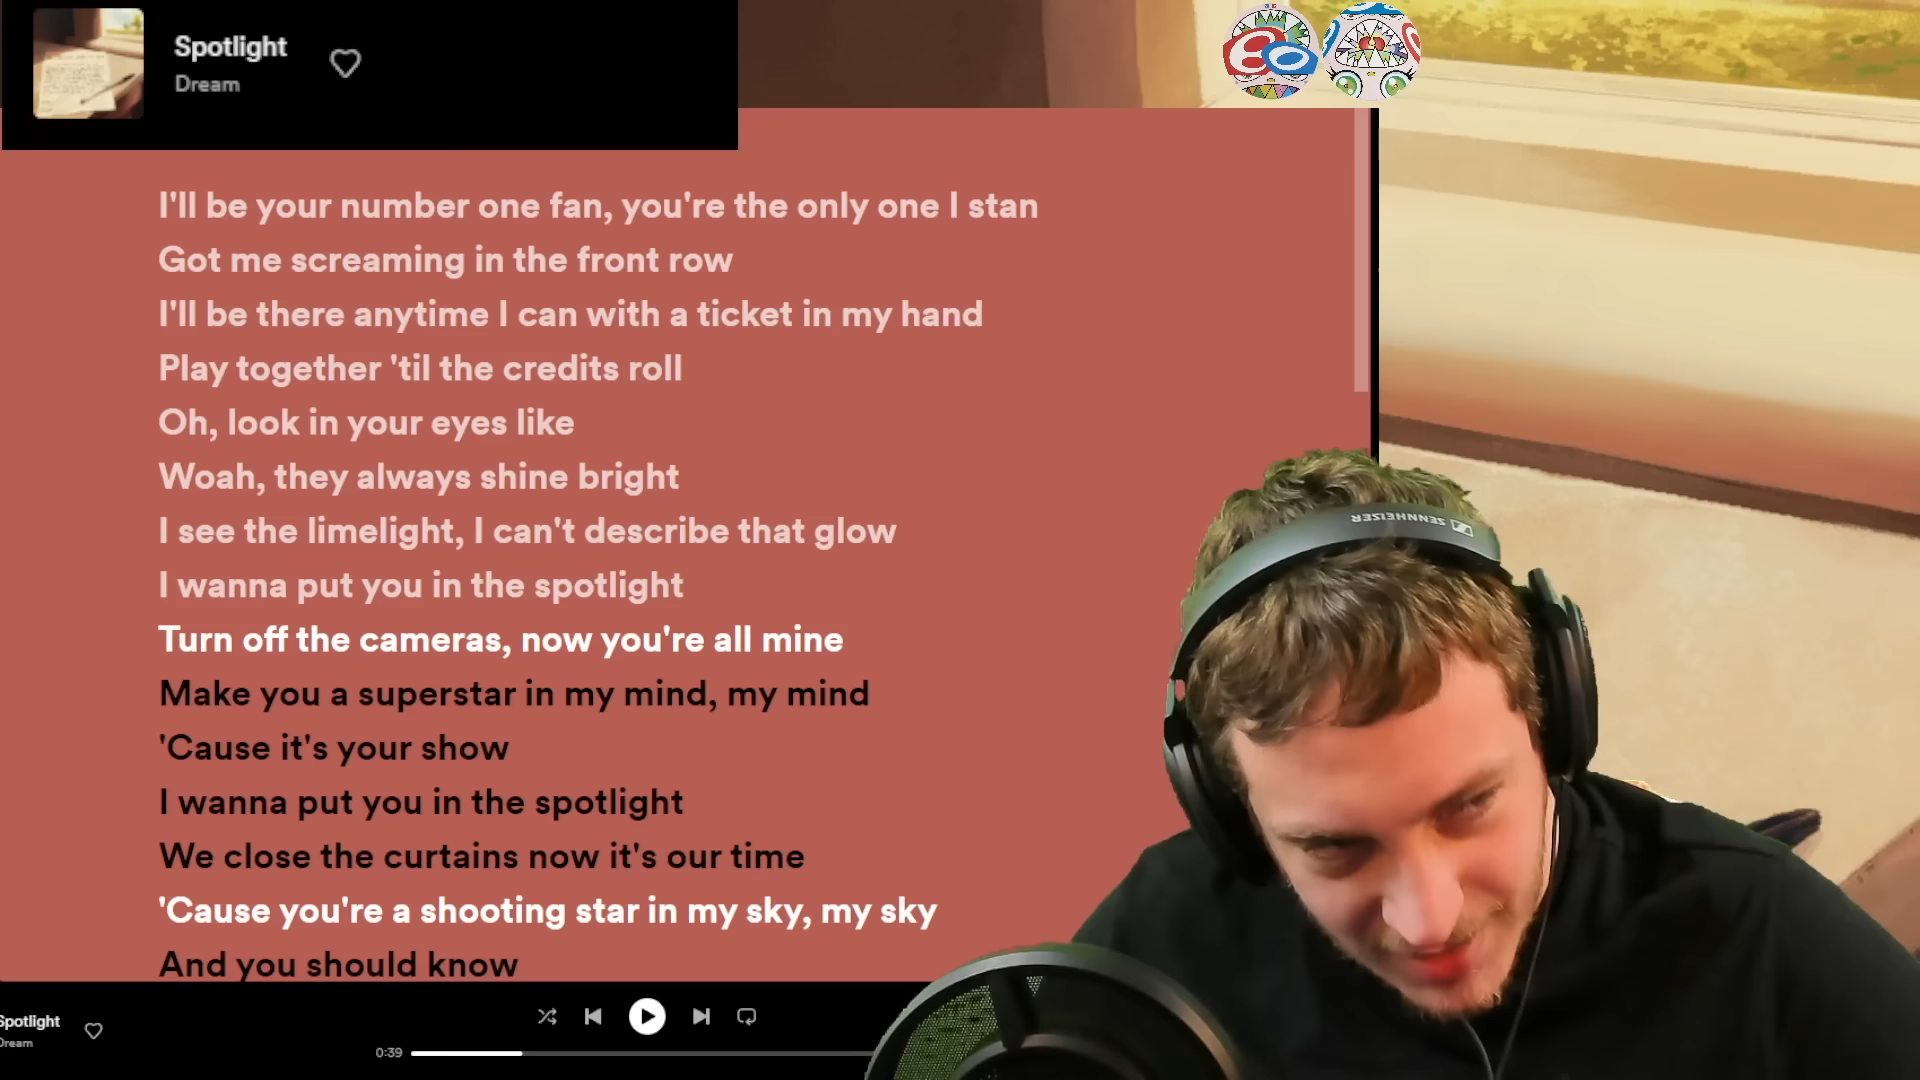 Spotlight
Dream
I'll be your number one fan, you're the only one I stan
Got me screaming in the front row
I'll be there anytime I can with a ticket in my hand
Play together 'til the credits roll
Oh, look in your eyes like
Woah, they always shine bright
I see the limelight, I can't describe that glow
I wanna put you in the spotlight
Turn off the cameras, now you're all mine
Make you a superstar in my mind, my mind
'Cause it's your show
I wanna put you in the spotlight
We close the curtains now it's our time
'Cause you're a shooting star in my sky, my sky
And you should know
SENNHEISER
Spotlight
Dream
0:39